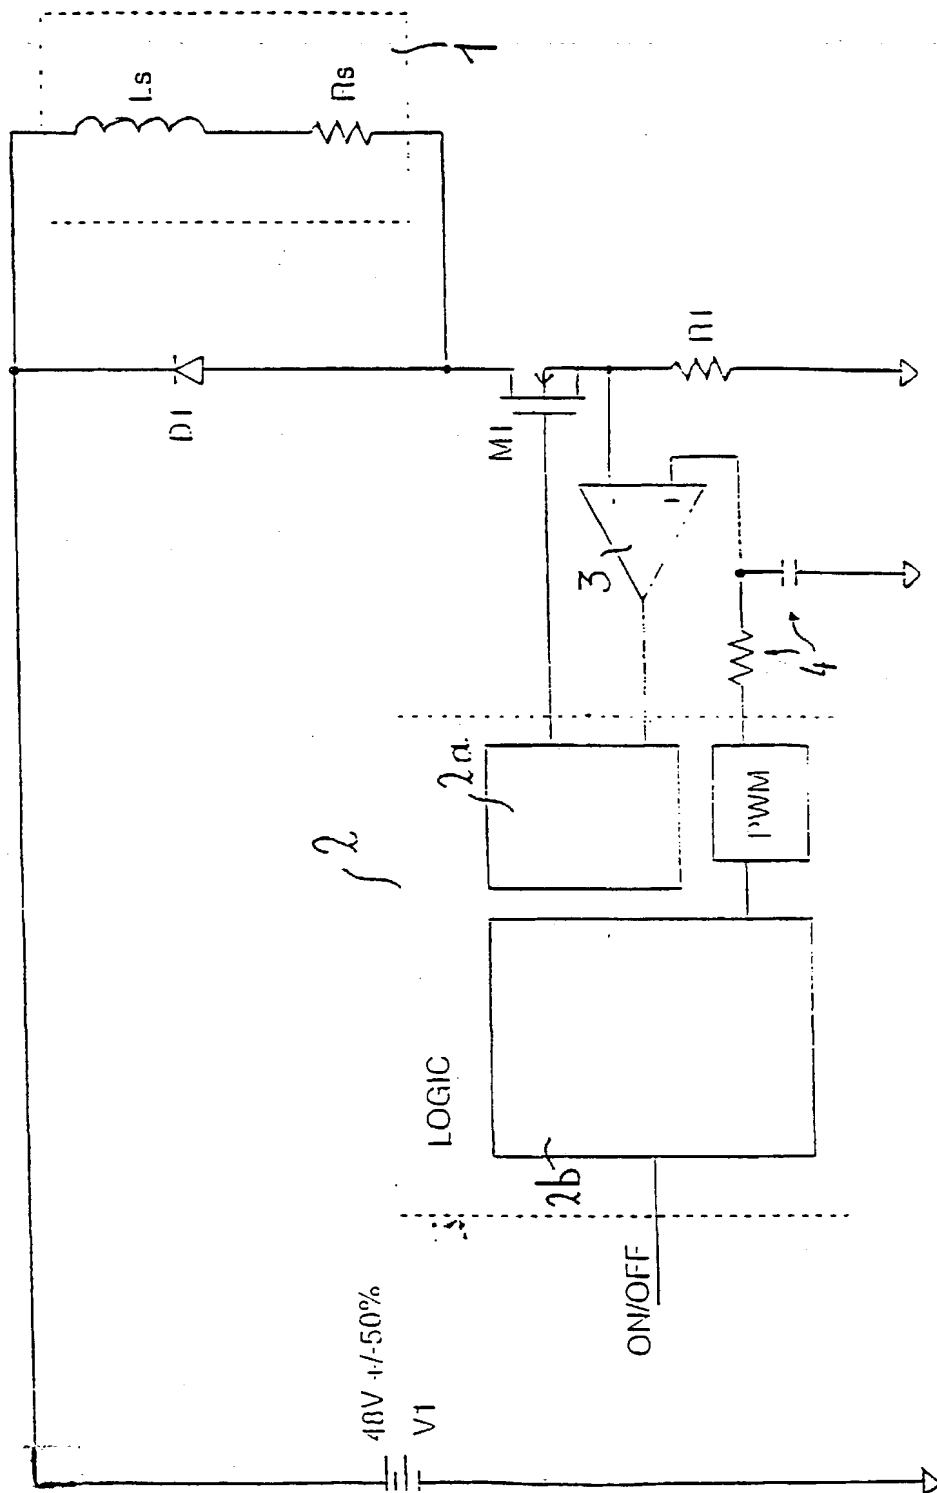 1
Ls
Rs
D1
M1
R1
3
4
2
2a
PWM
LOGIC
2b
ON/OFF
48V +/-50%
V1